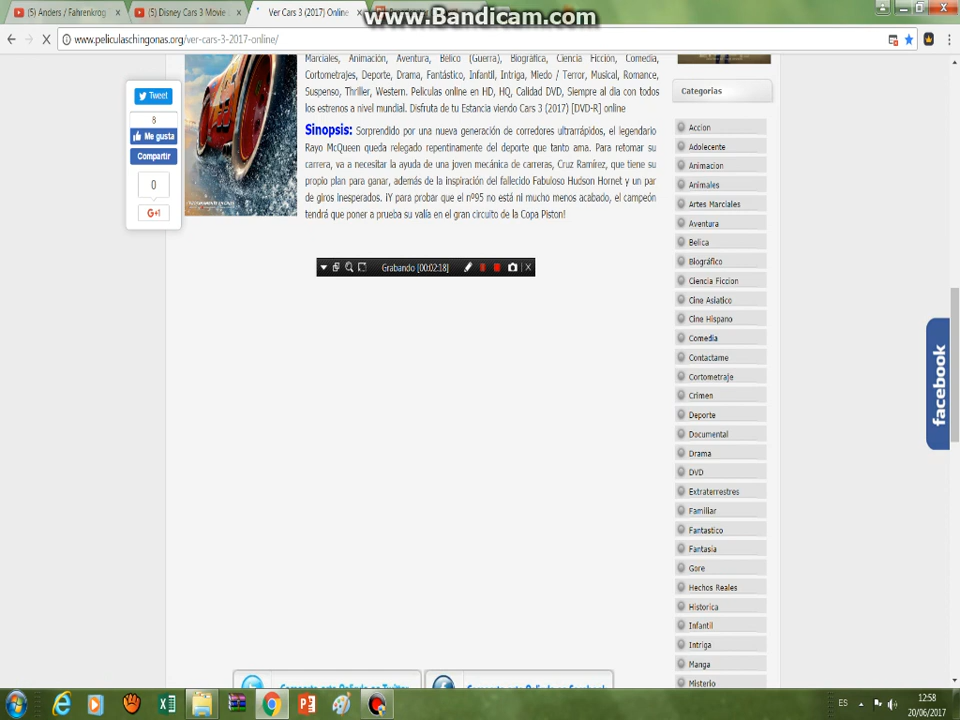 www.Bandicam.com
(5) Anders / Fahrenkrog
(5) Disney Cars 3 Movie
Ver Cars 3 (2017) Online
www.peliculaschingonas.org/ver-cars-3-2017-online/
Marciales, Animación, Aventura, Bélico (Guerra), Biográfica, Ciencia Ficción, Comedia,
Cortometrajes, Deporte, Drama, Fantástico, Infantil, Intriga, Miedo / Terror, Musical, Romance,
Suspenso, Thriller, Western. Peliculas online en HD, HQ, Calidad DVD, Siempre al dia con todos
los estrenos a nivel mundial. Disfruta de tu Estancia viendo Cars 3 (2017) [DVD-R] online
Sinopsis: Sorprendido por una nueva generación de corredores ultrarrápidos, el legendario
Rayo McQueen queda relegado repentinamente del deporte que tanto ama. Para retomar su
carrera, va a necesitar la ayuda de una joven mecánica de carreras, Cruz Ramírez, que tiene su
propio plan para ganar, además de la inspiración del fallecido Fabuloso Hudson Hornet y un par
de giros inesperados. ¡Y para probar que el nº95 no está ni mucho menos acabado, el campeón
tendrá que poner a prueba su valía en el gran circuito de la Copa Piston!
Tweet
8
Me gusta
Compartir
0
G+1
Grabando [00:02:18]
Categorias
Accion
Adolecente
Animacion
Animales
Artes Marciales
Aventura
Belica
Biográfico
Ciencia Ficcion
Cine Asiatico
Cine Hispano
Comedia
Contactame
Cortometraje
Crimen
Deporte
Documental
Drama
DVD
Extraterrestres
Familiar
Fantastico
Fantasia
Gore
Hechos Reales
Historica
Infantil
Intriga
Manga
Misterio
facebook
ES
12:58
20/06/2017